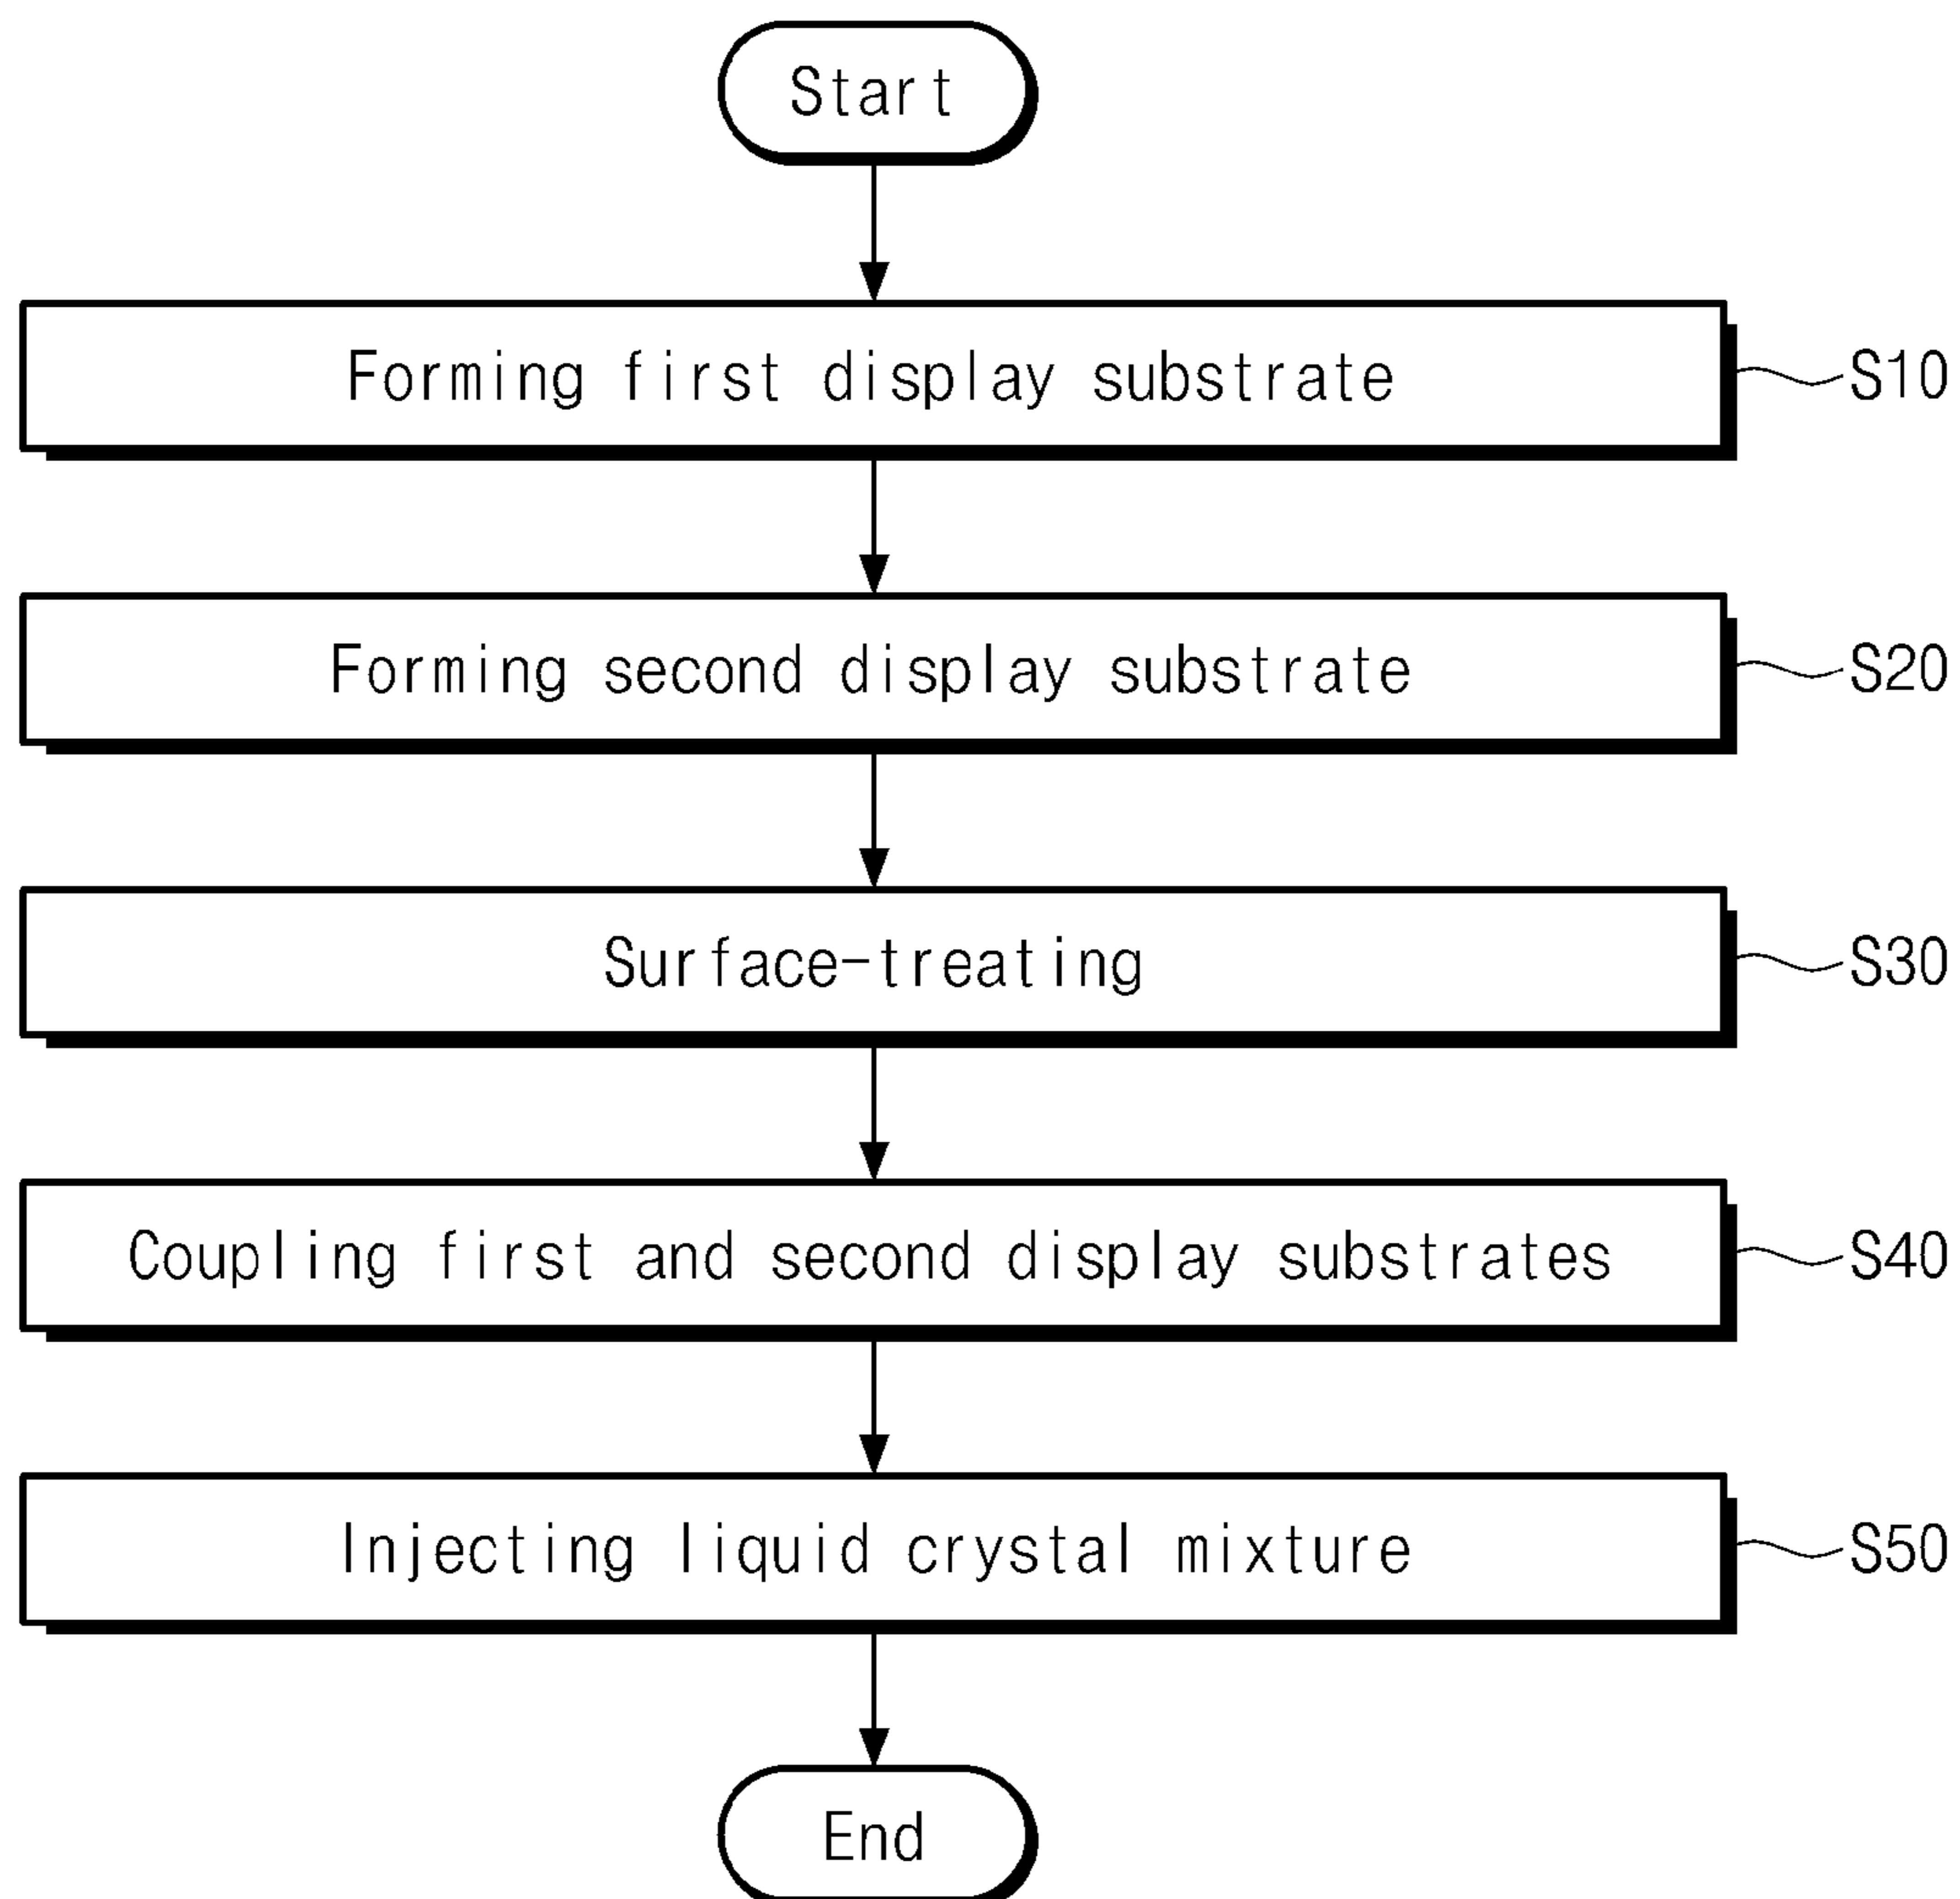 Start
Forming first display substrate
S10
Forming second display substrate
S20
Surface-treating
S30
Coupling first and second display substrates
S40
Injecting liquid crystal mixture
S50
End